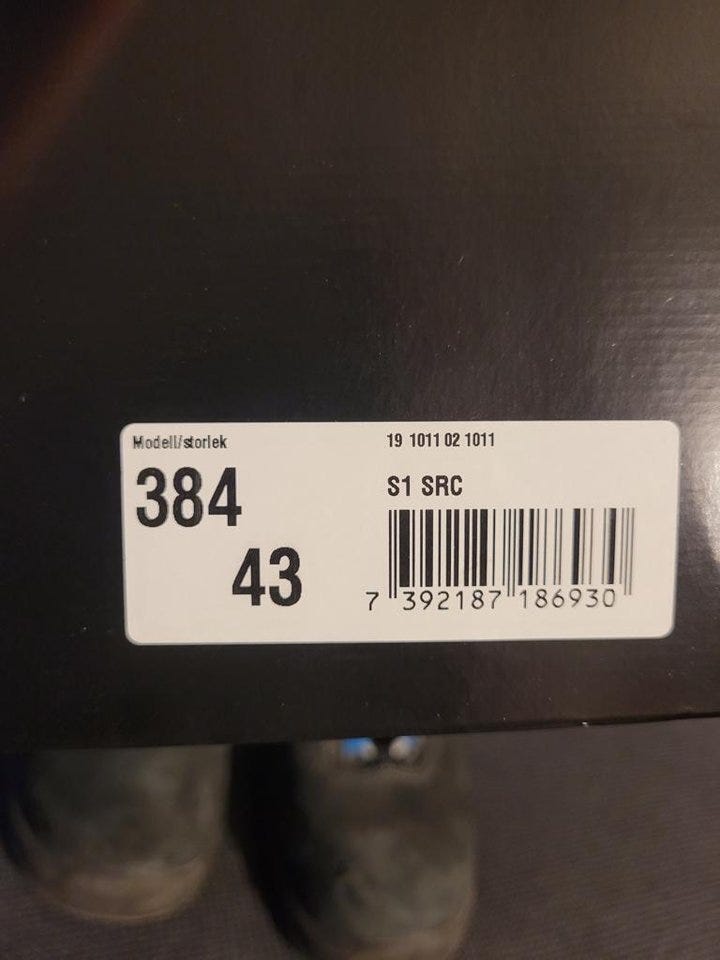 Modell/storlek
384
43
19 1011 02 1011
S1 SRC
7 392187 186930